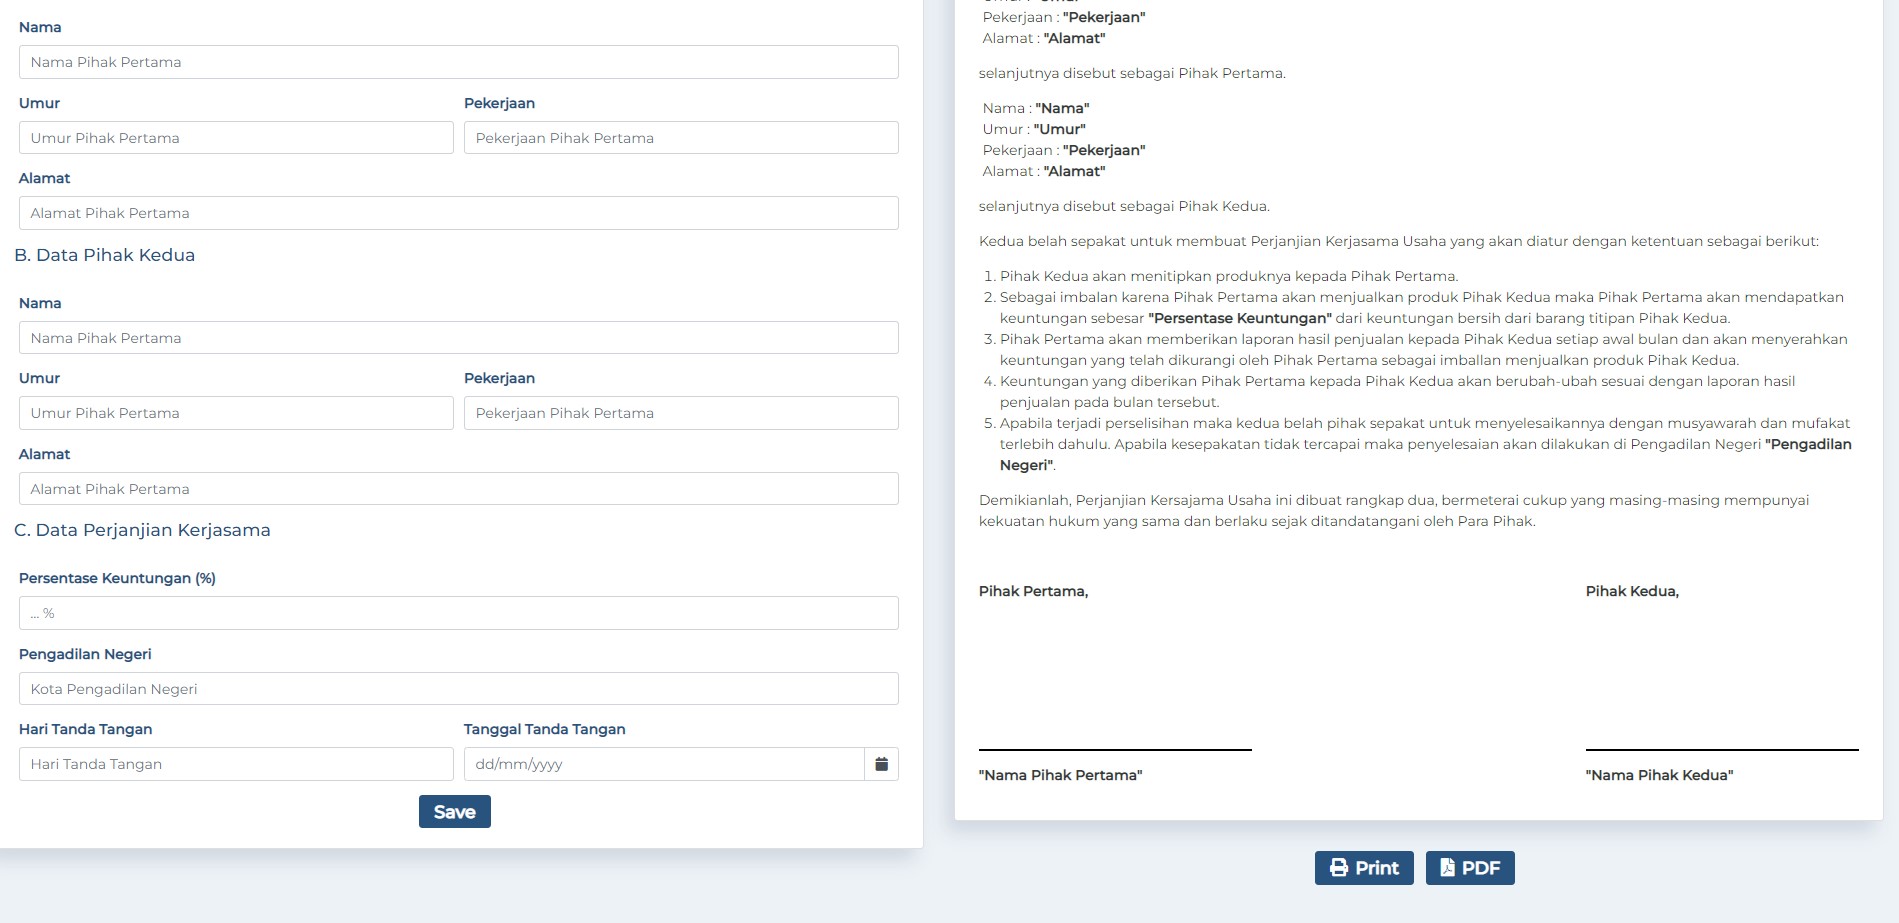 Nama
Nama Pihak Pertama
Umur
Pekerjaan
Umur Pihak Pertama
Pekerjaan Pihak Pertama
Alamat
Alamat Pihak Pertama
B. Data Pihak Kedua
Nama
Nama Pihak Pertama
Umur
Pekerjaan
Umur Pihak Pertama
Pekerjaan Pihak Pertama
Alamat
Alamat Pihak Pertama
C. Data Perjanjian Kerjasama
Persentase Keuntungan (%)
... %
Pengadilan Negeri
Kota Pengadilan Negeri
Hari Tanda Tangan
Tanggal Tanda Tangan
Hari Tanda Tangan
dd/mm/yyyy
Save
Pekerjaan : "Pekerjaan"
Alamat : "Alamat"
selanjutnya disebut sebagai Pihak Pertama.
Nama : "Nama"
Umur : "Umur"
Pekerjaan : "Pekerjaan"
Alamat : "Alamat"
selanjutnya disebut sebagai Pihak Kedua.
Kedua belah sepakat untuk membuat Perjanjian Kerjasama Usaha yang akan diatur dengan ketentuan sebagai berikut:
1. Pihak Kedua akan menitipkan produknya kepada Pihak Pertama.
2. Sebagai imbalan karena Pihak Pertama akan menjualkan produk Pihak Kedua maka Pihak Pertama akan mendapatkan
keuntungan sebesar "Persentase Keuntungan" dari keuntungan bersih dari barang titipan Pihak Kedua.
3. Pihak Pertama akan memberikan laporan hasil penjualan kepada Pihak Kedua setiap awal bulan dan akan menyerahkan
keuntungan yang telah dikurangi oleh Pihak Pertama sebagai imballan menjualkan produk Pihak Kedua.
4. Keuntungan yang diberikan Pihak Pertama kepada Pihak Kedua akan berubah-ubah sesuai dengan laporan hasil
penjualan pada bulan tersebut.
5. Apabila terjadi perselisihan maka kedua belah pihak sepakat untuk menyelesaikannya dengan musyawarah dan mufakat
terlebih dahulu. Apabila kesepakatan tidak tercapai maka penyelesaian akan dilakukan di Pengadilan Negeri "Pengadilan
Negeri".
Demikianlah, Perjanjian Kersajama Usaha ini dibuat rangkap dua, bermeterai cukup yang masing-masing mempunyai
kekuatan hukum yang sama dan berlaku sejak ditandatangani oleh Para Pihak.
Pihak Pertama,
Pihak Kedua,
"Nama Pihak Pertama"
"Nama Pihak Kedua"
Print
PDF